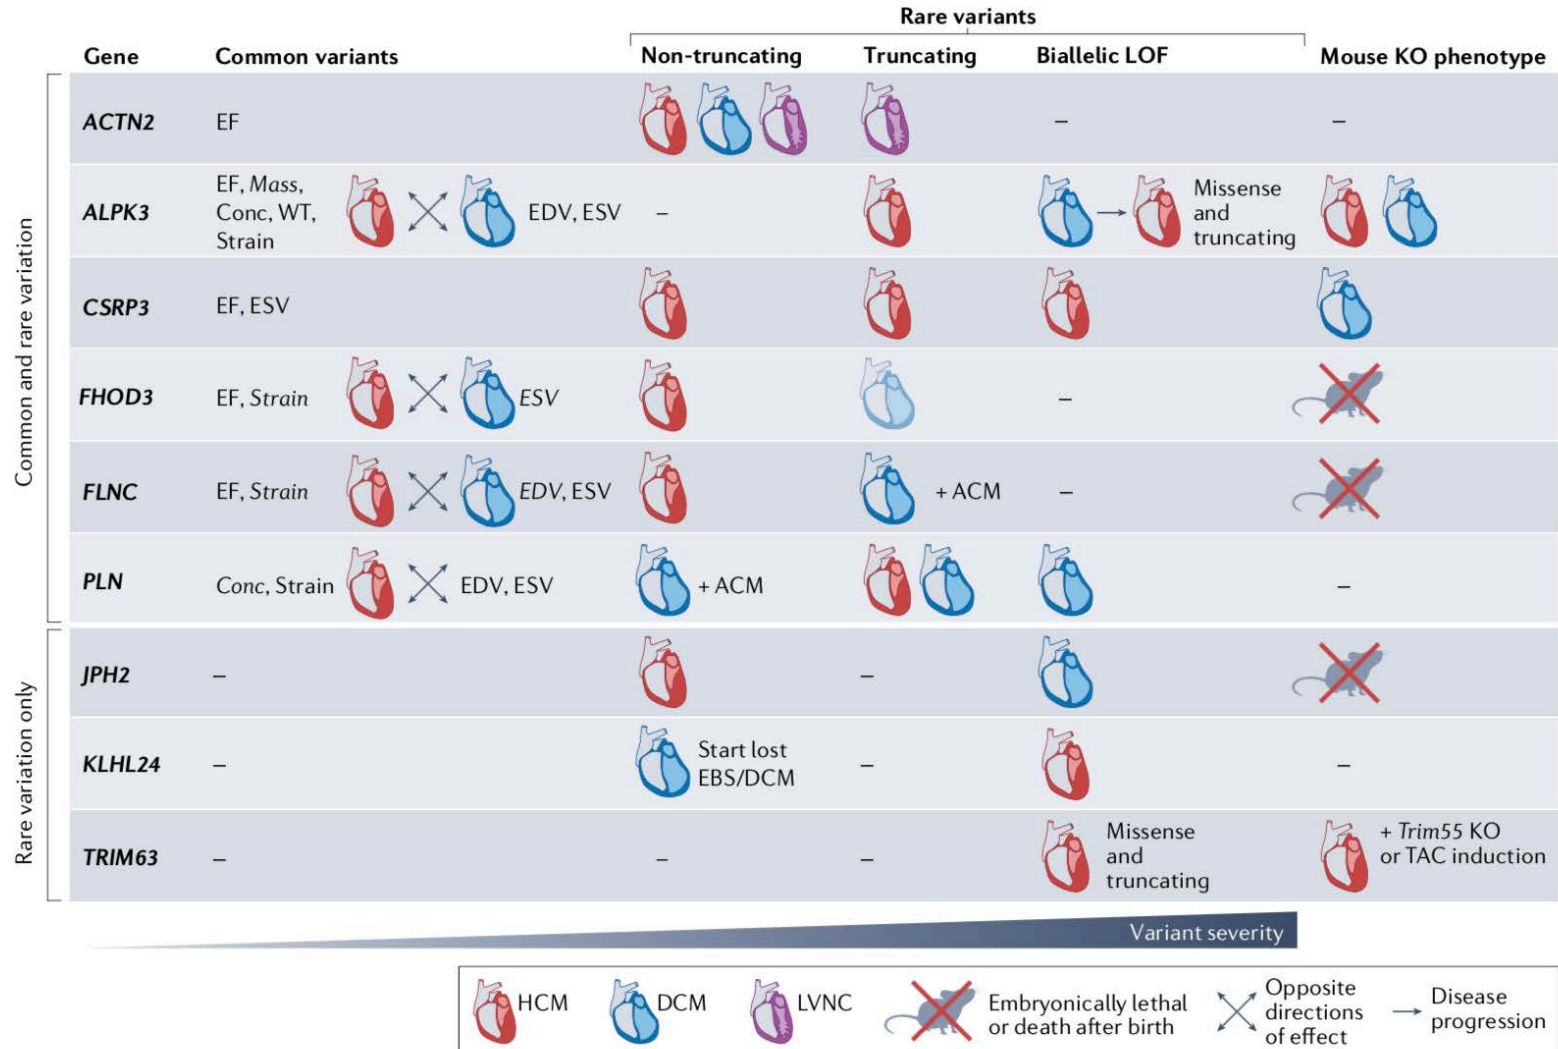 Rare variants
Gene Common variants Non-truncating Truncating Biallelic LOF Mouse KO phenotype
Common and rare variation
ACTN2 EF – –
ALPK3 EF, Mass, Conc, WT, Strain EDV, ESV – Missense and truncating
CSRP3 EF, ESV
FHOD3 EF, Strain ESV –
FLNC EF, Strain EDV, ESV + ACM –
PLN Conc, Strain EDV, ESV + ACM –
Rare variation only
JPH2 – –
KLHL24 – Start lost EBS/DCM – –
TRIM63 – – – Missense and truncating + Trim55 KO or TAC induction
Variant severity
HCM DCM LVNC Embryonically lethal or death after birth Opposite directions of effect Disease progression